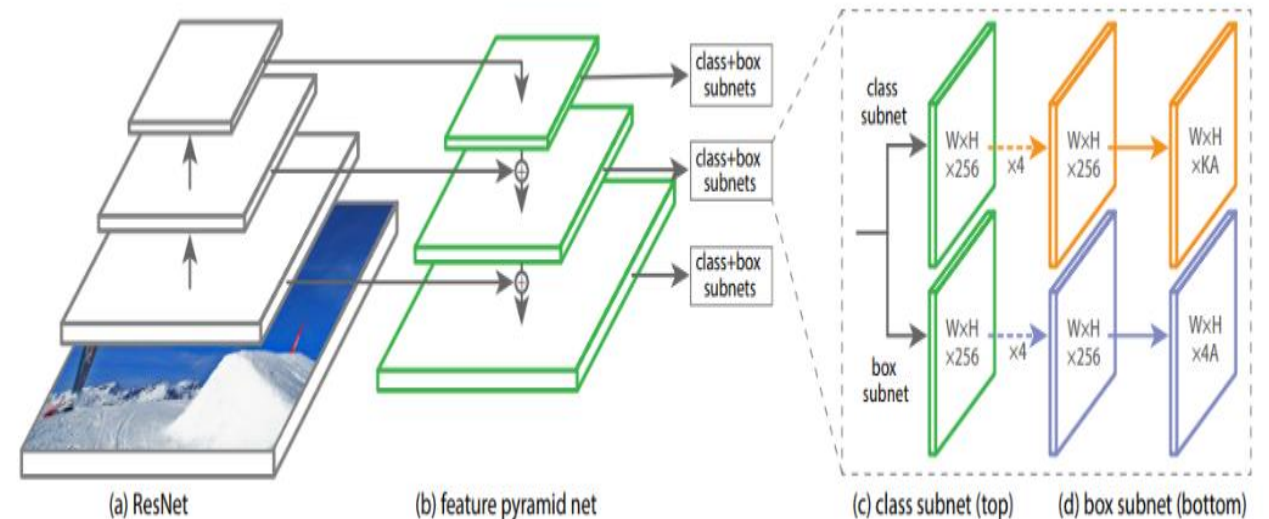 class+box
subnets
class+box
subnets
class+box
subnets
class
subnet
W×H
×256
×4
W×H
×256
W×H
×KA
box
subnet
W×H
×256
×4
W×H
×256
W×H
×4A
(a) ResNet
(b) feature pyramid net
(c) class subnet (top)
(d) box subnet (bottom)